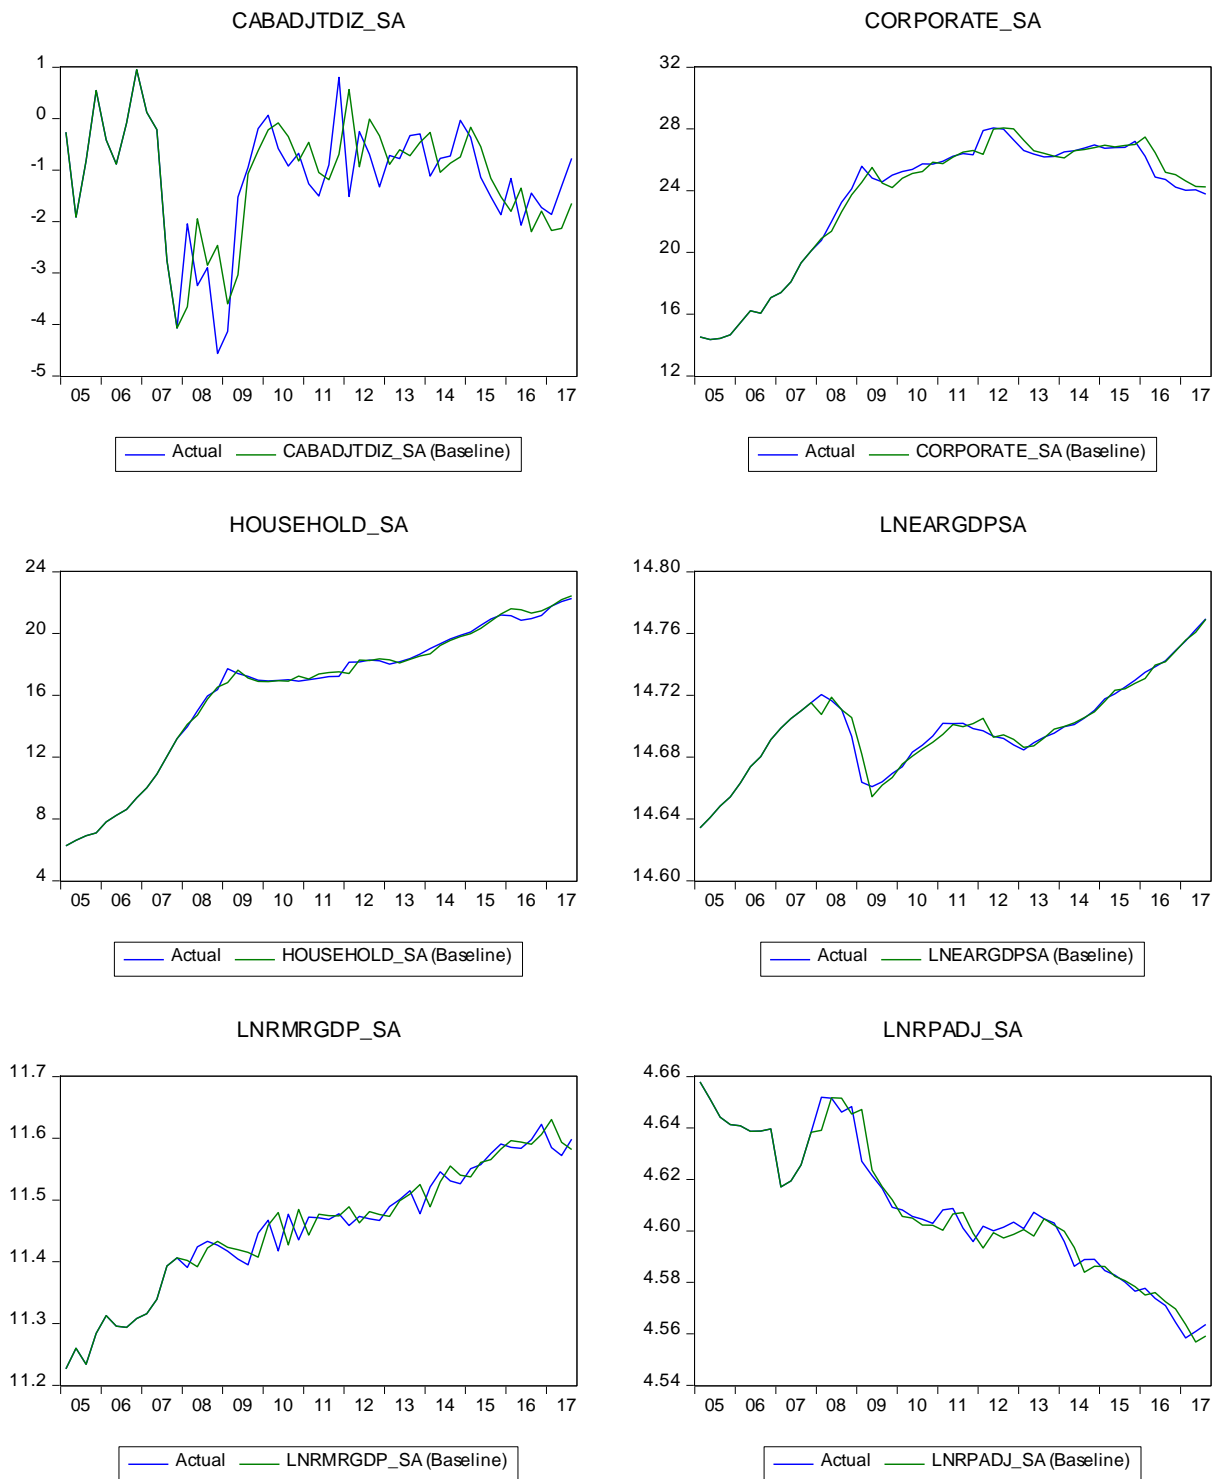 CABADJTDIZ_SA
1
0
-1
-2
-3
-4
-5
05 06 07 08 09 10 11 12 13 14 15 16 17
Actual CABADJTDIZ_SA (Baseline)
CORPORATE_SA
32
28
24
20
16
12
05 06 07 08 09 10 11 12 13 14 15 16 17
Actual CORPORATE_SA (Baseline)
HOUSEHOLD_SA
24
20
16
12
8
4
05 06 07 08 09 10 11 12 13 14 15 16 17
Actual HOUSEHOLD_SA (Baseline)
LNEARGDPSA
14.80
14.76
14.72
14.68
14.64
14.60
05 06 07 08 09 10 11 12 13 14 15 16 17
Actual LNEARGDPSA (Baseline)
LNRMRGDP_SA
11.7
11.6
11.5
11.4
11.3
11.2
05 06 07 08 09 10 11 12 13 14 15 16 17
Actual LNRMRGDP_SA (Baseline)
LNRPADJ_SA
4.66
4.64
4.62
4.60
4.58
4.56
4.54
05 06 07 08 09 10 11 12 13 14 15 16 17
Actual LNRPADJ_SA (Baseline)